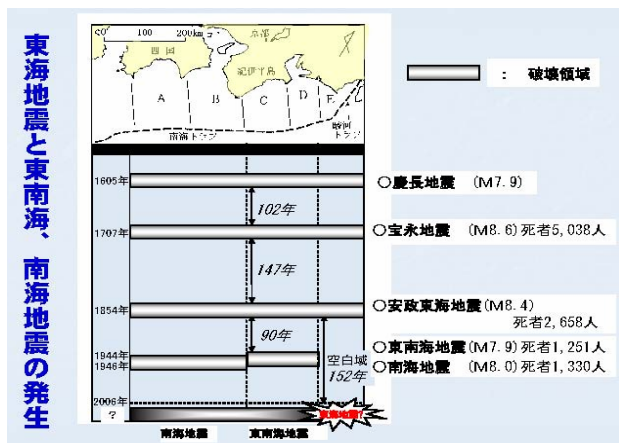 東海地震と東南海、南海地震の発生
0 100 200km
京都
四国
紀伊半島
A B C D E
駿河
トラフ
南海トラフ
： 破壊領域
1605年
○慶長地震 (M7.9)
102年
1707年
○宝永地震 (M8.6)死者5,038人
147年
1854年
○安政東海地震(M8.4)
死者2,658人
90年
1944年
○東南海地震(M7.9)死者1,251人
1946年
○南海地震 (M8.0)死者1,330人
空白域
152年
2006年
?
東海地震?
南海地震 東南海地震